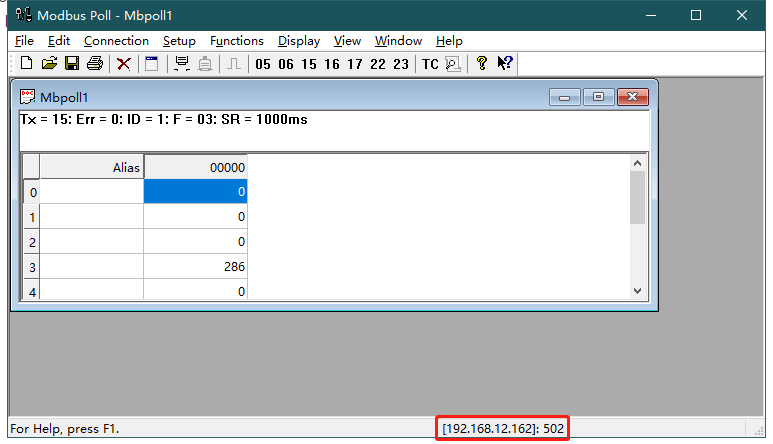 Modbus Poll - Mbpoll1
File Edit Connection Setup Functions Display View Window Help
05 06 15 16 17 22 23 TC
Mbpoll1
Tx = 15: Err = 0: ID = 1: F = 03: SR = 1000ms
Alias 00000
0 0
1 0
2 0
3 286
4 0
For Help, press F1. [192.168.12.162]: 502